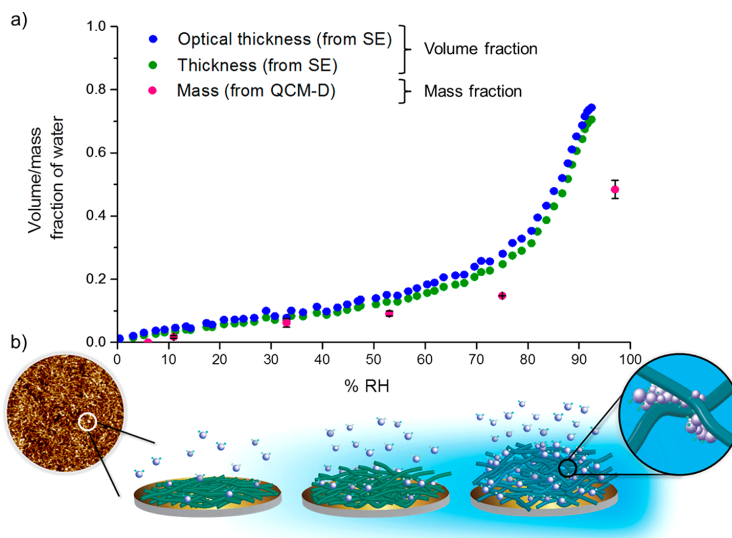 a)
1.0
0.8
0.6
0.4
0.2
0.0
Volume/mass
fraction of water
Optical thickness (from SE)
Thickness (from SE)
Volume fraction
Mass (from QCM-D)
Mass fraction
0 10 20 30 40 50 60 70 80 90 100
% RH
b)